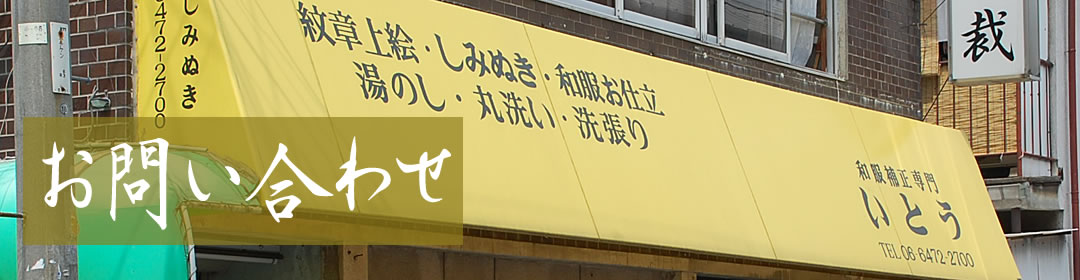 しみぬき
6472-2700
紋章上絵・しみぬき・和服お仕立
湯のし・丸洗い・洗張り
裁
お問い合わせ
和服補正専門
いとう
TEL 06-6472-2700